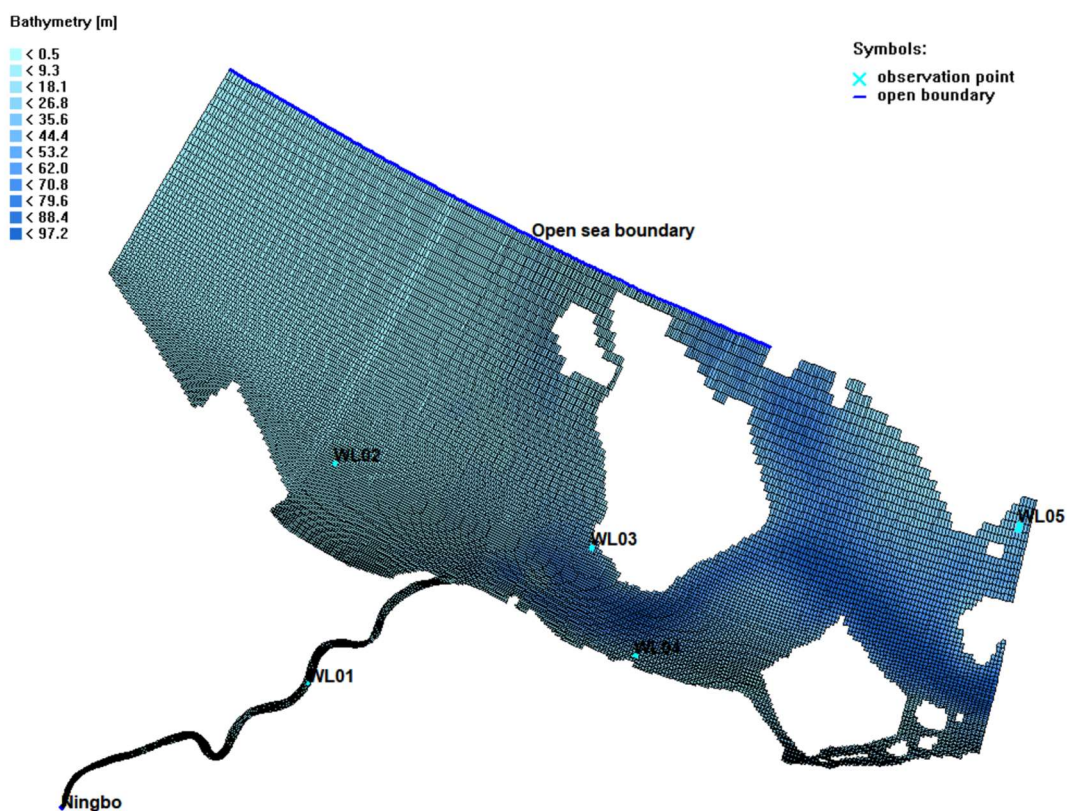 Bathymetry [m]
< 0.5
< 9.3
< 18.1
< 26.8
< 35.6
< 44.4
< 53.2
< 62.0
< 70.8
< 79.6
< 88.4
< 97.2
Symbols:
observation point
open boundary
Open sea boundary
WL02
WL05
WL03
WL04
WL01
Ningbo